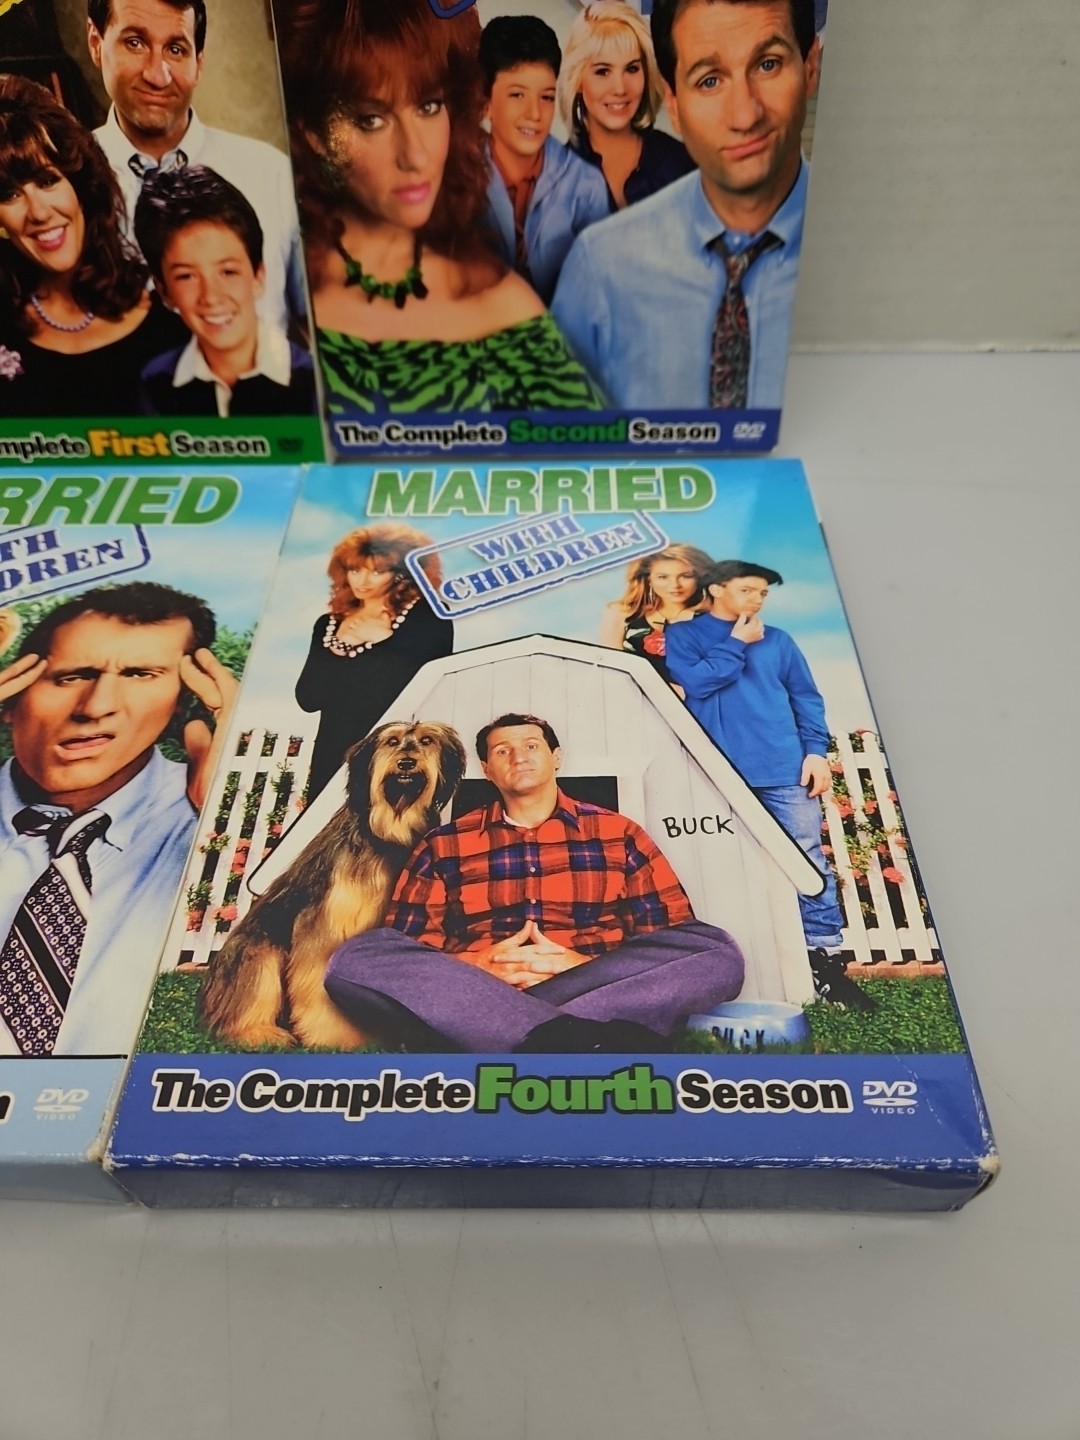 mplete First Season
The Complete Second Season DVD
RRIED
TH
DREN
MARRIED
WITH
CHILDREN
BUCK
BUCK
DVD
VIDEO
The Complete Fourth Season DVD
VIDEO